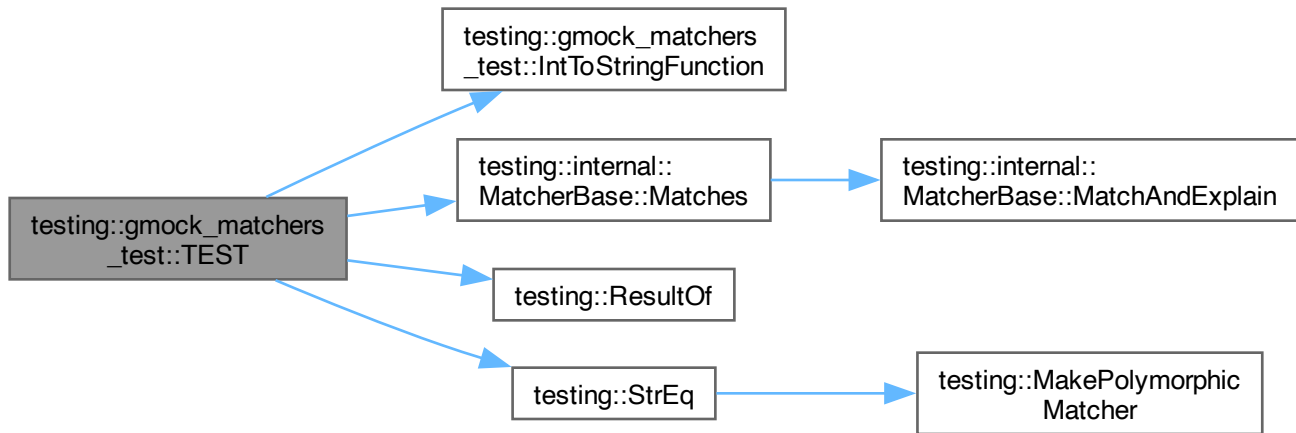 testing::gmock_matchers
_test::IntToStringFunction
testing::internal::
MatcherBase::Matches
testing::internal::
MatcherBase::MatchAndExplain
testing::gmock_matchers
_test::TEST
testing::ResultOf
testing::StrEq
testing::MakePolymorphic
Matcher